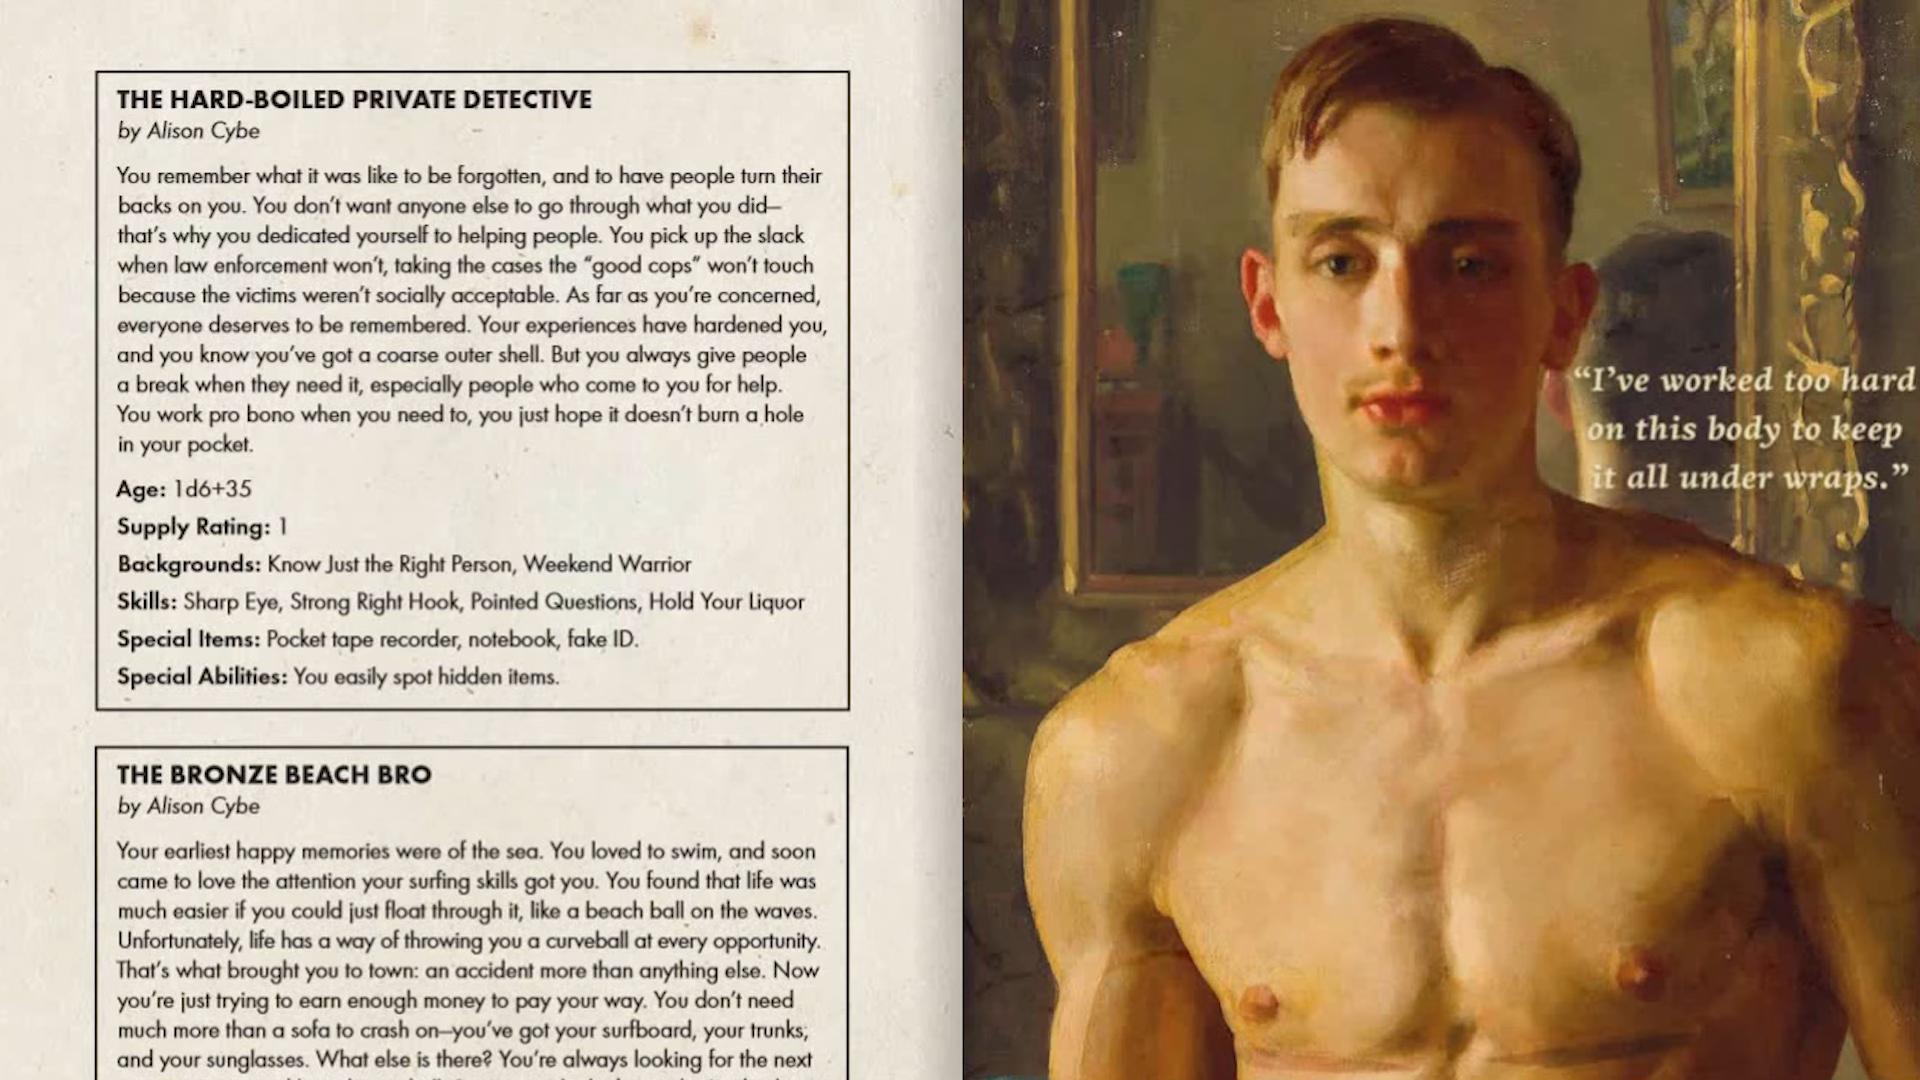 THE HARD-BOILED PRIVATE DETECTIVE
by Alison Cybe
You remember what it was like to be forgotten, and to have people turn their
backs on you. You don’t want anyone else to go through what you did—
that’s why you dedicated yourself to helping people. You pick up the slack
when law enforcement won’t, taking the cases the “good cops” won’t touch
because the victims weren’t socially acceptable. As far as you’re concerned,
everyone deserves to be remembered. Your experiences have hardened you,
and you know you’ve got a coarse outer shell. But you always give people
a break when they need it, especially people who come to you for help.
You work pro bono when you need to, you just hope it doesn’t burn a hole
in your pocket.
Age: 1d6+35
Supply Rating: 1
Backgrounds: Know Just the Right Person, Weekend Warrior
Skills: Sharp Eye, Strong Right Hook, Pointed Questions, Hold Your Liquor
Special Items: Pocket tape recorder, notebook, fake ID.
Special Abilities: You easily spot hidden items.
THE BRONZE BEACH BRO
by Alison Cybe
Your earliest happy memories were of the sea. You loved to swim, and soon
came to love the attention your surfing skills got you. You found that life was
much easier if you could just float through it, like a beach ball on the waves.
Unfortunately, life has a way of throwing you a curveball at every opportunity.
That’s what brought you to town: an accident more than anything else. Now
you’re just trying to earn enough money to pay your way. You don’t need
much more than a sofa to crash on—you’ve got your surfboard, your trunks,
and your sunglasses. What else is there? You’re always looking for the next
“I’ve worked too hard
on this body to keep
it all under wraps.”